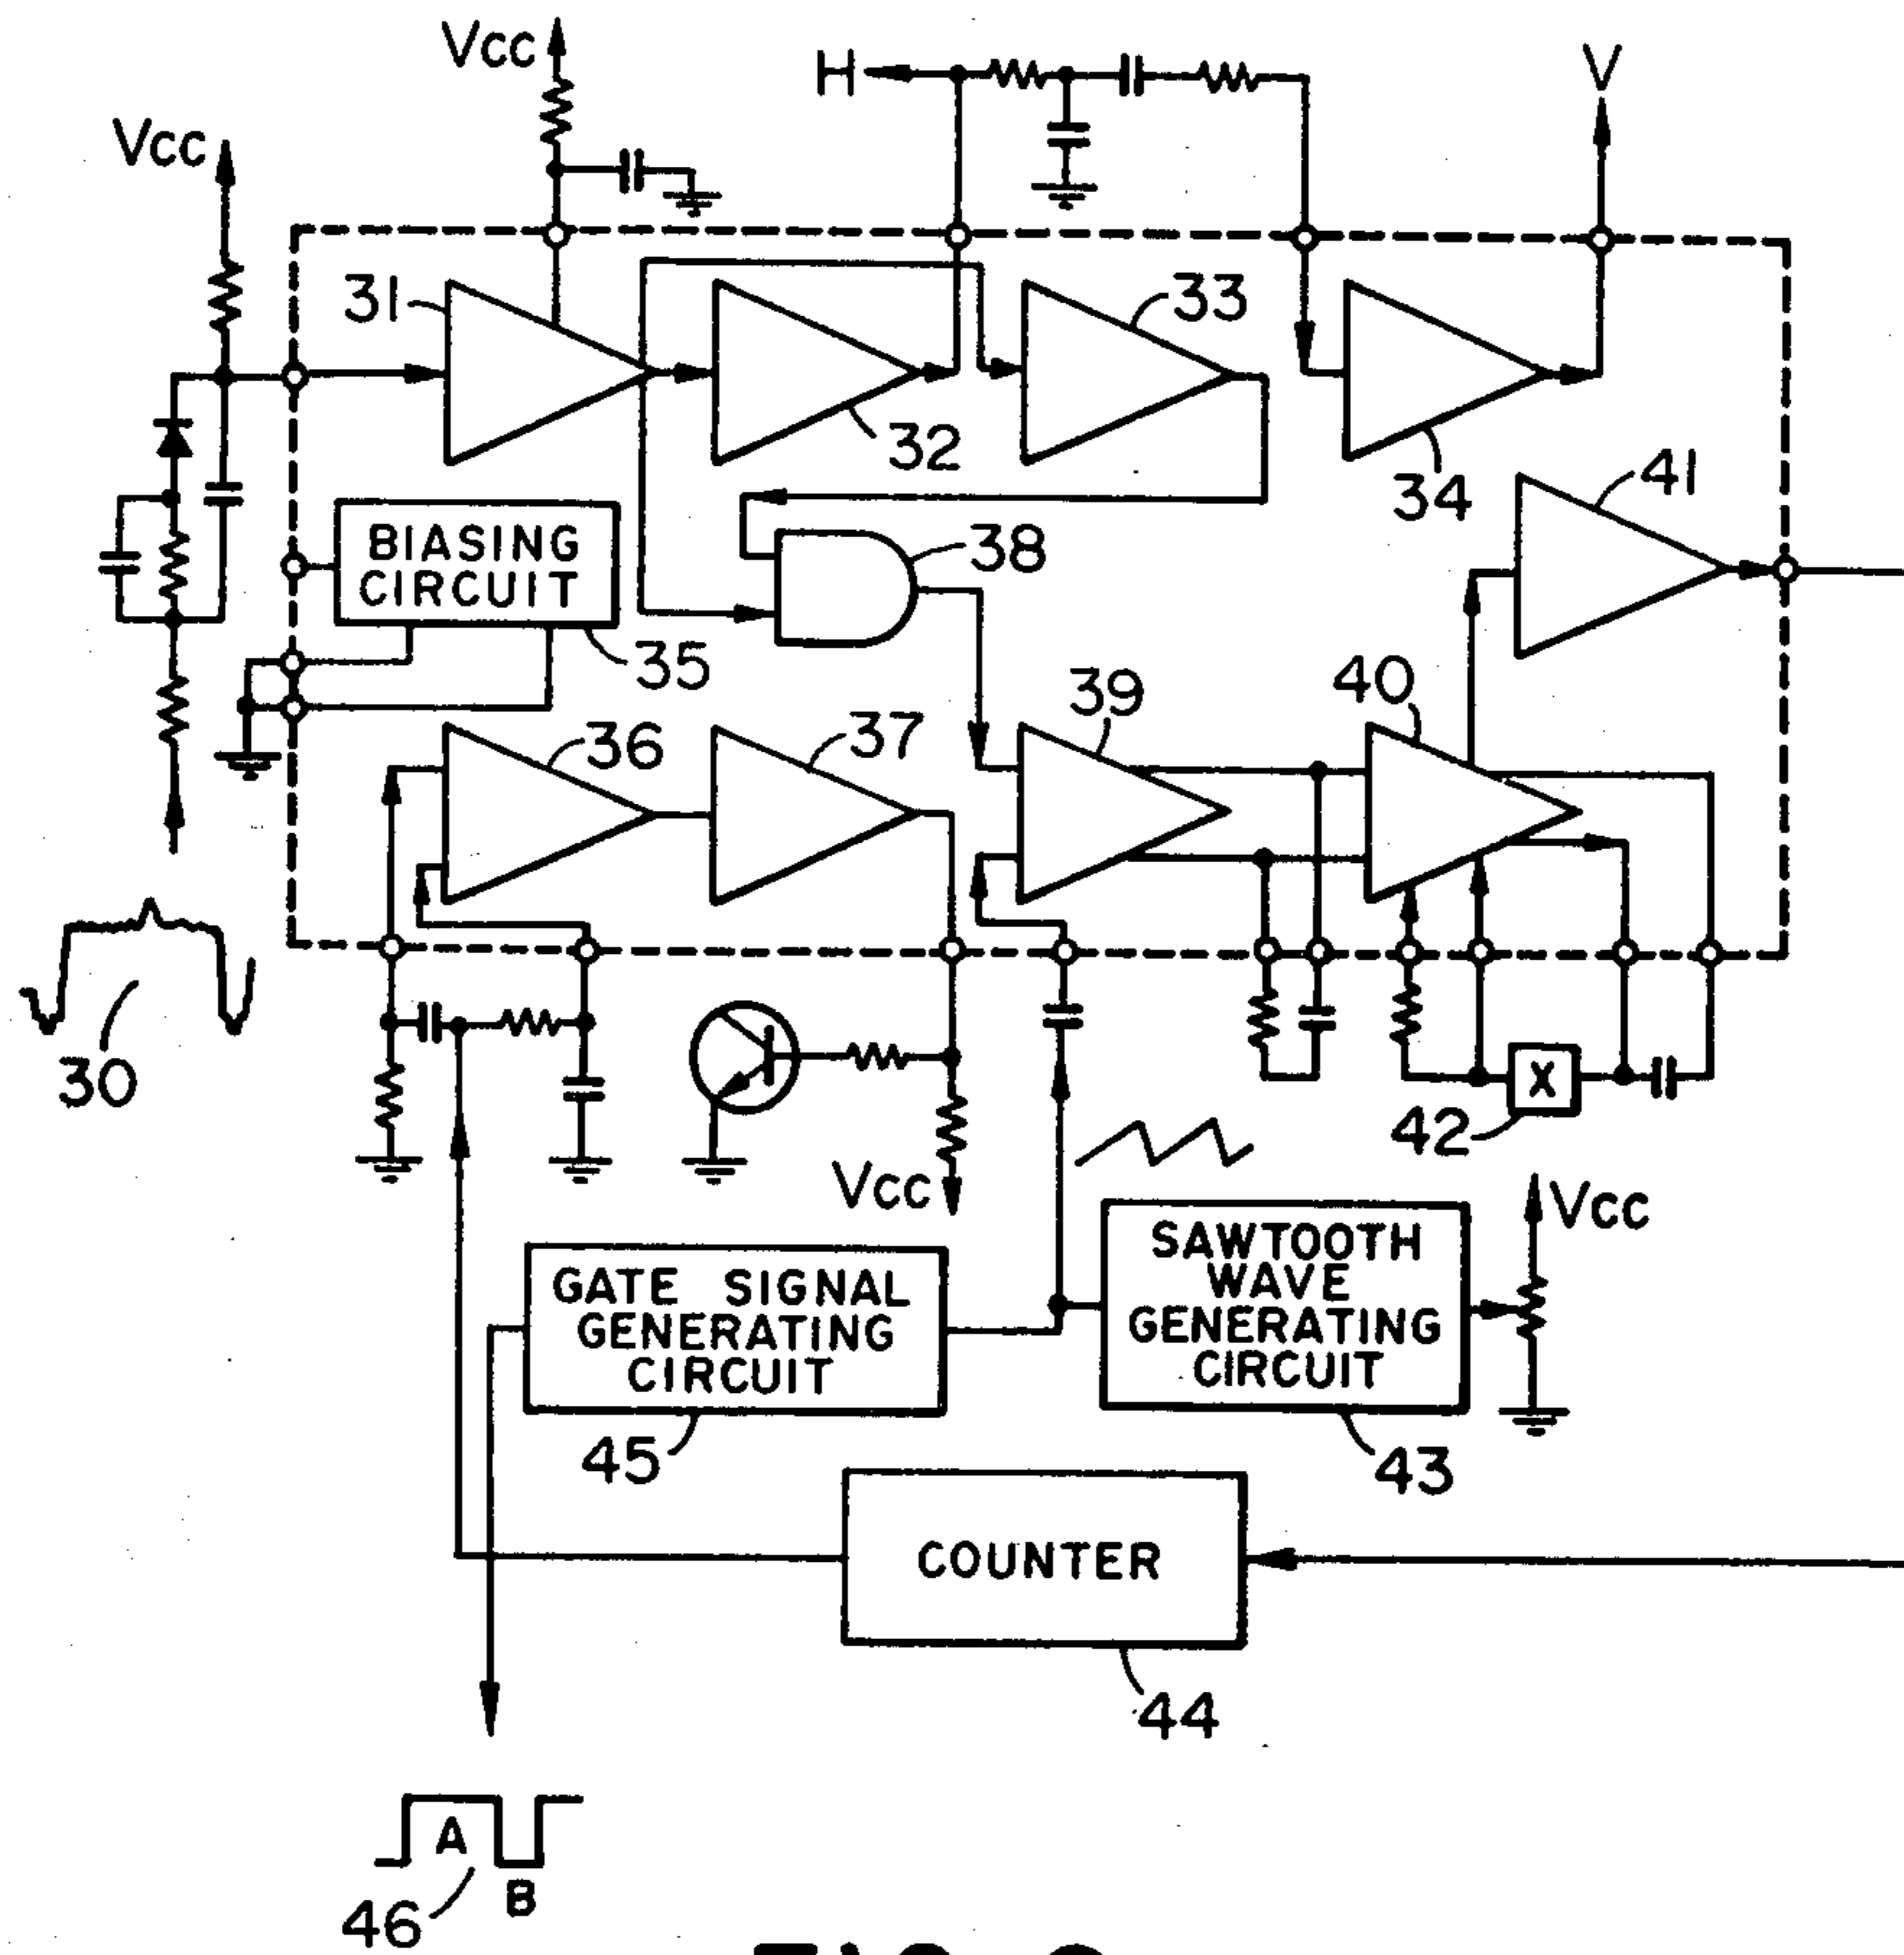 Vcc
H
V
Vcc
31
33
32
34
41
BIASING
CIRCUIT
38
35
39
40
36
37
30
X
42
Vcc
Vcc
SAWTOOTH
WAVE
GENERATING
CIRCUIT
GATE SIGNAL
GENERATING
CIRCUIT
45
43
COUNTER
44
A
B
46